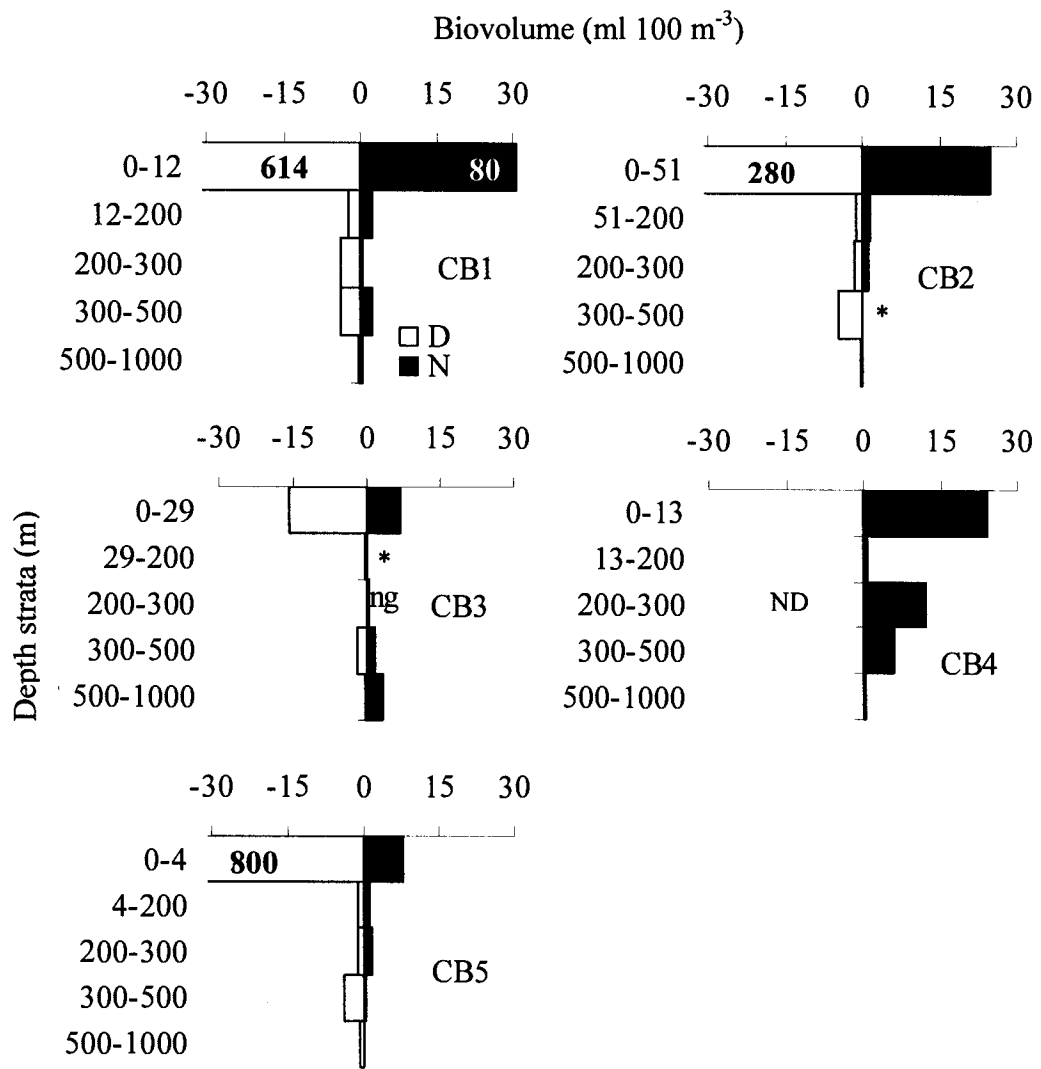 Biovolume (ml 100 m-3)
-30 -15 0 15 30
0-12 614 80
12-200
200-300
300-500
500-1000
CB1
D
N
-30 -15 0 15 30
0-51 280
51-200
200-300
300-500 *
500-1000
CB2
Depth strata (m)
-30 -15 0 15 30
0-29
29-200 *
200-300 ng
300-500
500-1000
CB3
-30 -15 0 15 30
0-13
13-200
200-300 ND
300-500
500-1000
CB4
-30 -15 0 15 30
0-4 800
4-200
200-300
300-500
500-1000
CB5